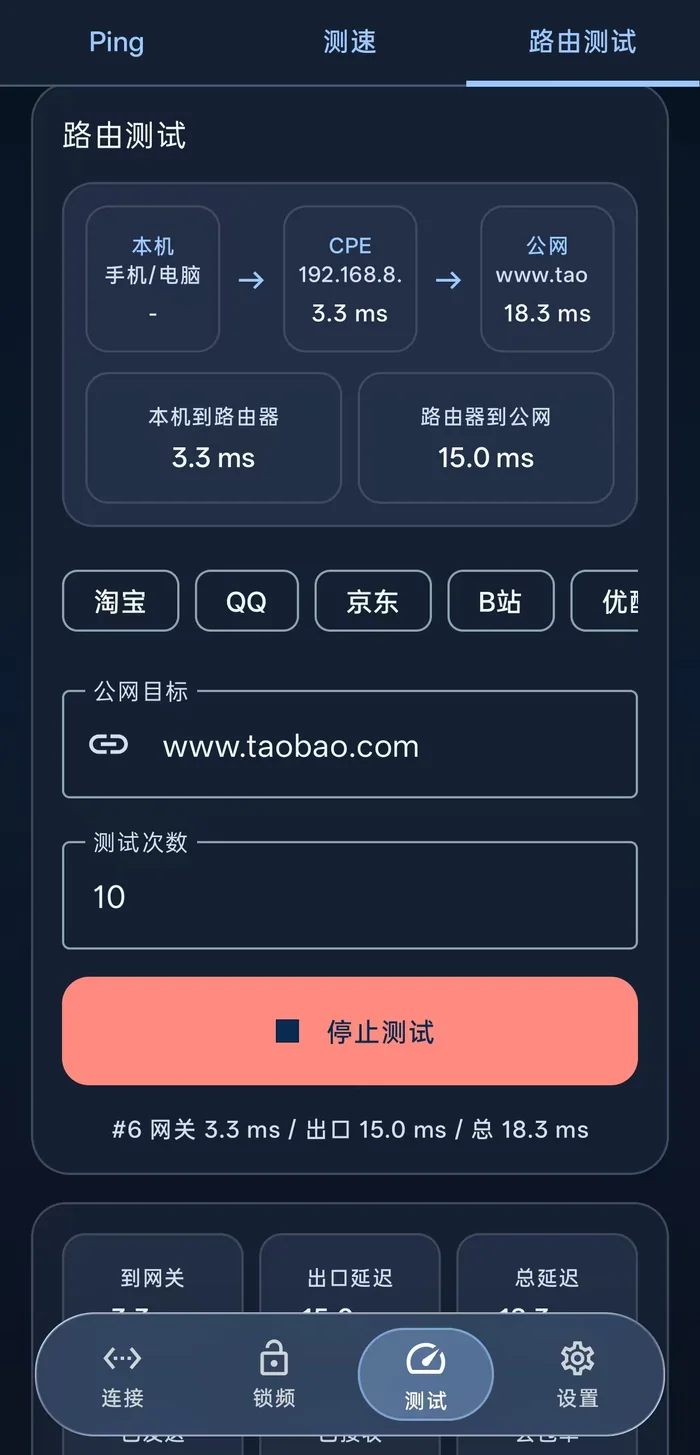 Ping 测速 路由测试
路由测试
本机 CPE 公网
手机/电脑 → 192.168.8. → www.tao
- 3.3 ms 18.3 ms
本机到路由器 路由器到公网
3.3 ms 15.0 ms
淘宝 QQ 京东 B站 优
公网目标
www.taobao.com
测试次数
10
停止测试
#6 网关 3.3 ms / 出口 15.0 ms / 总 18.3 ms
到网关 出口延迟 总延迟
连接 锁频 测试 设置